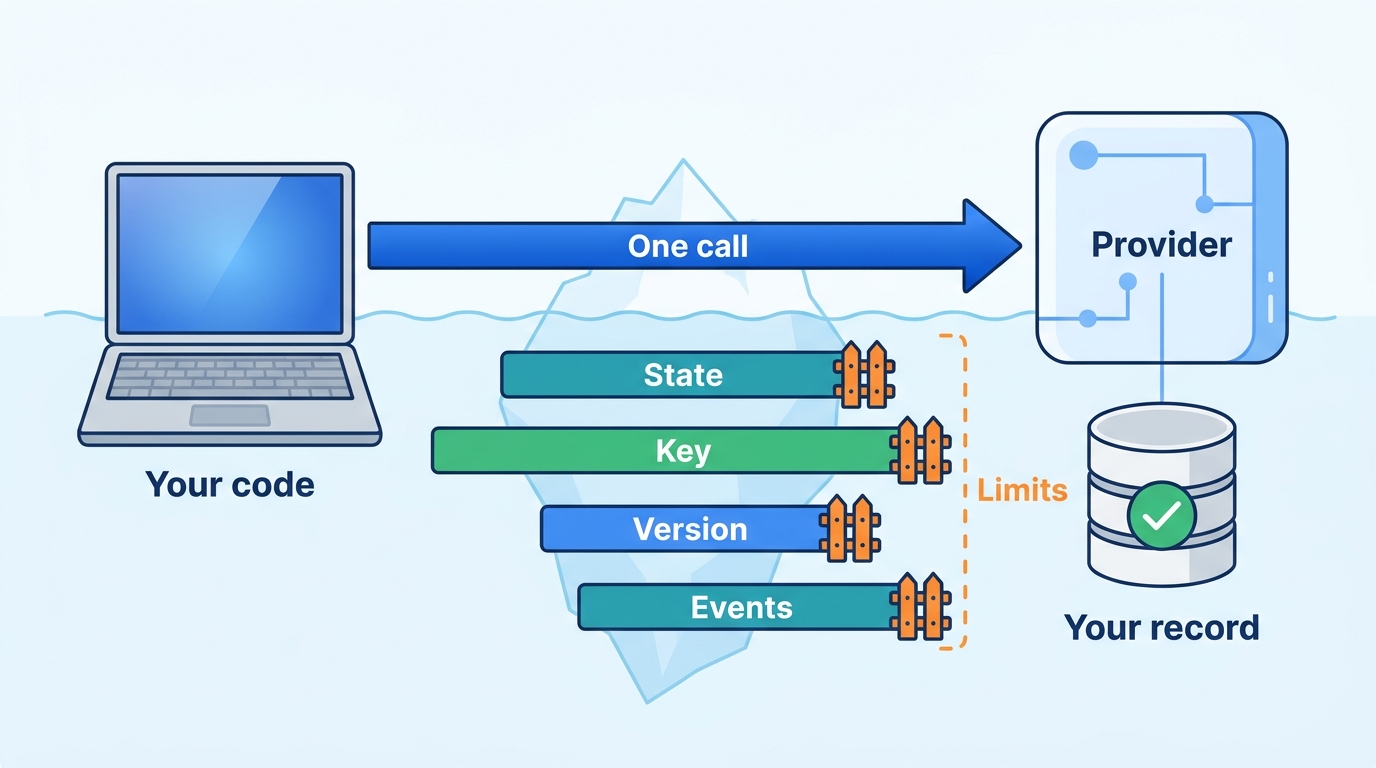 One call
Provider
State
Key
Version
Events
Limits
Your code
Your record